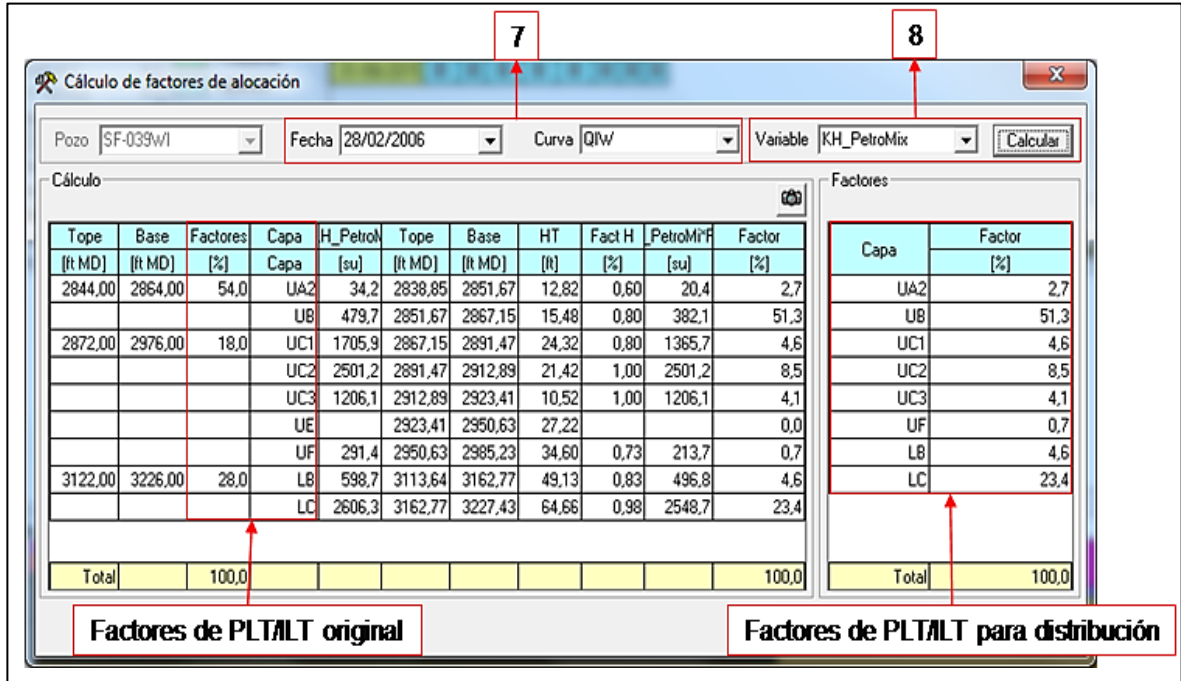 7
8
Cálculo de factores de alocación
Pozo SF-039WI Fecha 28/02/2006 Curva QIW Variable KH_PetroMix Calcular
Cálculo
Factores
Tope Base Factores Capa .H_PetroM Tope Base HT Fact H _PetroMi*F Factor
[ft MD] [ft MD] [%] Capa [su] [ft MD] [ft MD] [ft] [%] [su] [%]
2844,00 2864,00 54,0 UA2 34,2 2838,85 2851,67 12,82 0,60 20,4 2,7
UB 479,7 2851,67 2867,15 15,48 0,80 382,1 51,3
2872,00 2976,00 18,0 UC1 1705,9 2867,15 2891,47 24,32 0,80 1365,7 4,6
UC2 2501,2 2891,47 2912,89 21,42 1,00 2501,2 8,5
UC3 1206,1 2912,89 2923,41 10,52 1,00 1206,1 4,1
UE 2923,41 2950,63 27,22 0,0
UF 291,4 2950,63 2985,23 34,60 0,73 213,7 0,7
3122,00 3226,00 28,0 LB 598,7 3113,64 3162,77 49,13 0,83 496,8 4,6
LC 2606,3 3162,77 3227,43 64,66 0,98 2548,7 23,4
Total 100,0 100,0
Capa Factor
[%]
UA2 2,7
UB 51,3
UC1 4,6
UC2 8,5
UC3 4,1
UF 0,7
LB 4,6
LC 23,4
Total 100,0
Factores de PLT/ILT original
Factores de PLT/ILT para distribución